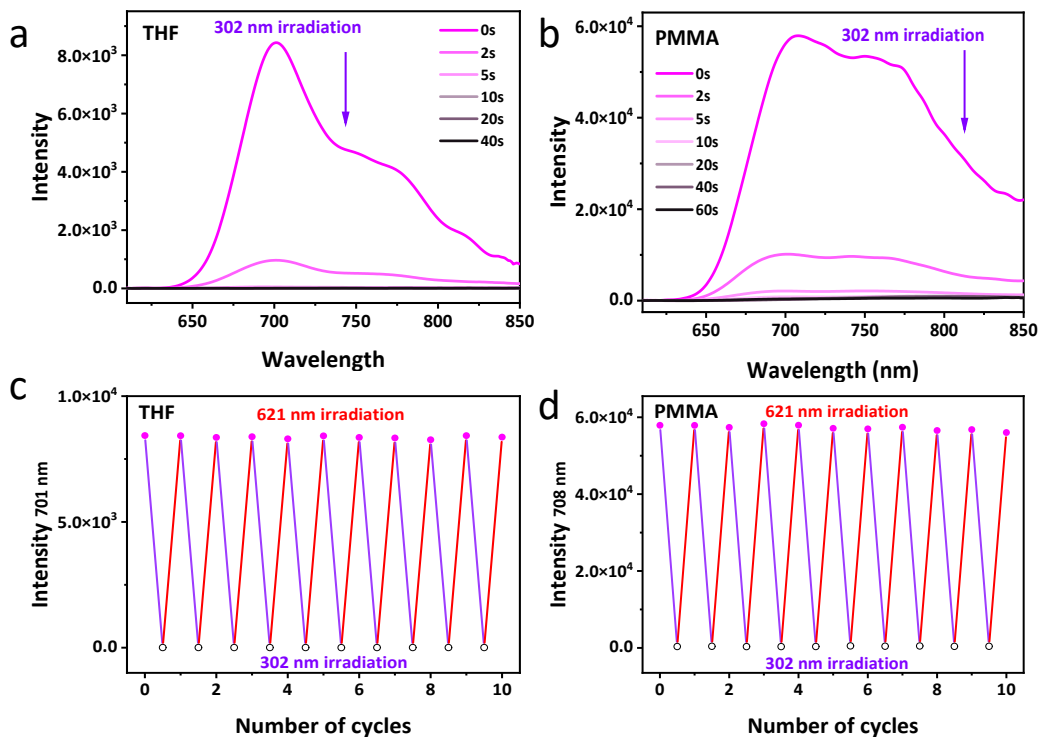 a
THF
302 nm irradiation
0s
2s
5s
10s
20s
40s
8.0×10³
6.0×10³
4.0×10³
2.0×10³
0.0
Intensity
650
700
750
800
850
Wavelength
b
PMMA
302 nm irradiation
0s
2s
5s
10s
20s
40s
60s
6.0×10⁴
4.0×10⁴
2.0×10⁴
0.0
Intensity
650
700
750
800
850
Wavelength (nm)
c
THF
621 nm irradiation
302 nm irradiation
1.0×10⁴
5.0×10³
0.0
Intensity 701 nm
0
2
4
6
8
10
Number of cycles
d
PMMA
621 nm irradiation
302 nm irradiation
6.0×10⁴
4.0×10⁴
2.0×10⁴
0.0
Intensity 708 nm
0
2
4
6
8
10
Number of cycles